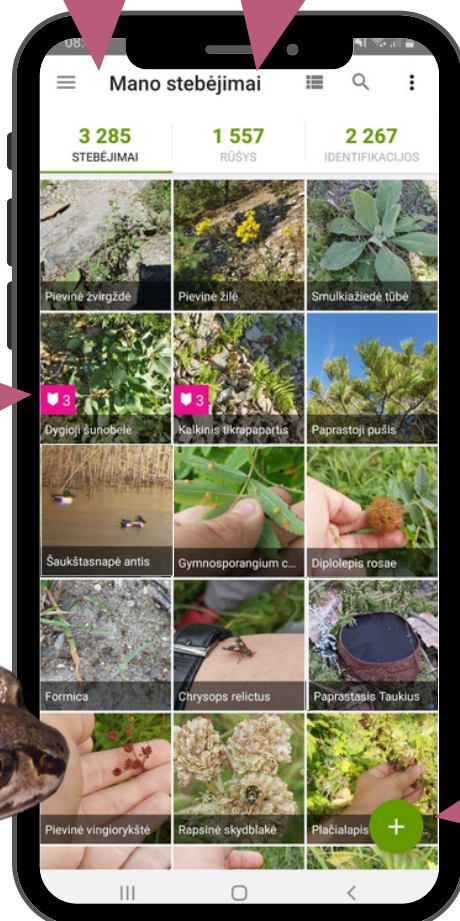 08:
Mano stebėjimai
3 285 1 557 2 267
STEBĖJIMAI RŪŠYS IDENTIFIKACIJOS
Pievinė žvirgždė Pievinė žilė Smulkiažiedė tūbė
3 3
Dygioji šunobelė Kalkinis tikrapapartis Paprastoji pušis
Šaukštasnapė antis Gymnosporangium c... Diplolepis rosae
Formica Chrysops relictus Paprastasis Taukius
Pievinė vingiorykštė Rapsinė skydblakė Plačialapis
+